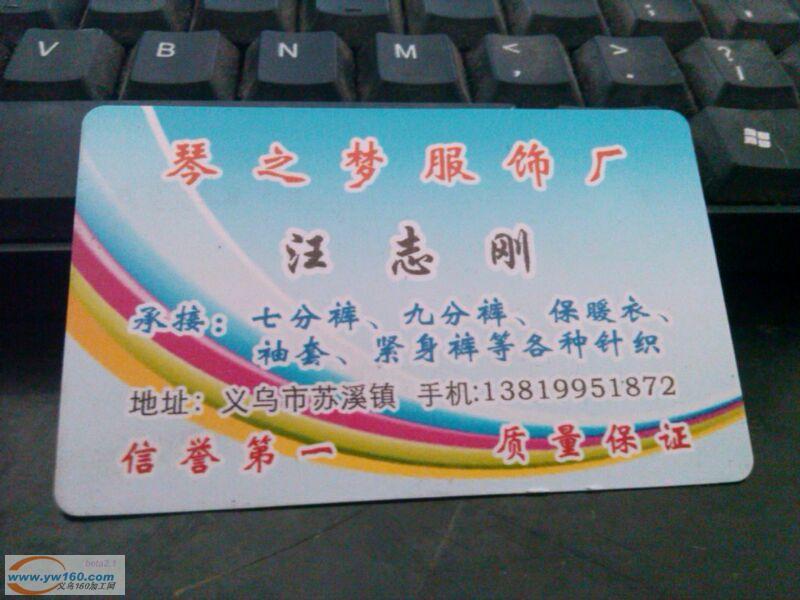 V B N M < , > . ? /
琴之梦服饰厂
汪志刚
承接：七分裤、九分裤、保暖衣、
袖套、紧身裤等各种针织
地址：义乌市苏溪镇 手机:13819951872
信誉第一 质量保证
beta2.1
www.yw160.com
义乌160加工网